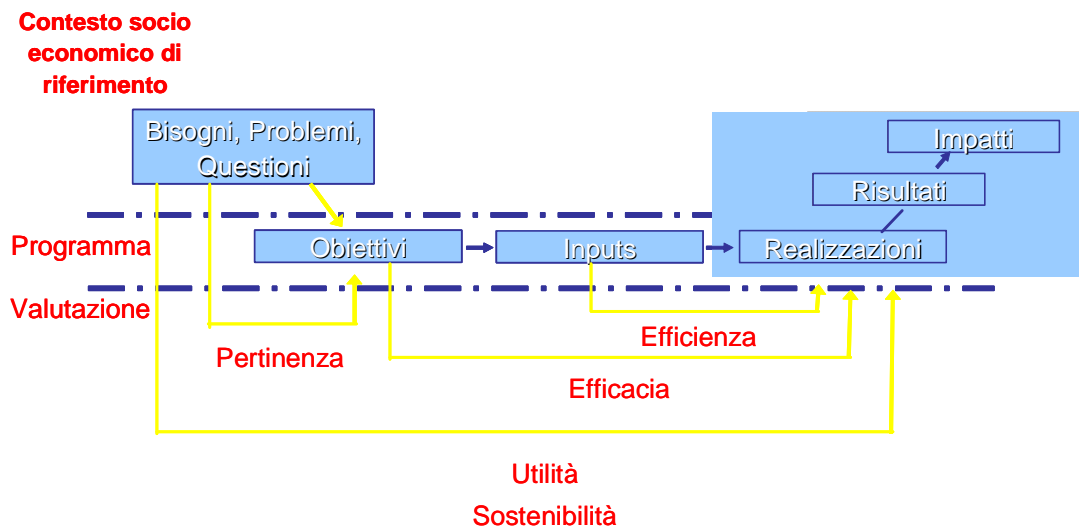 Contesto socio
economico di
riferimento
Bisogni, Problemi,
Questioni
Impatti
Risultati
Programma
Obiettivi
Inputs
Realizzazioni
Valutazione
Efficienza
Pertinenza
Efficacia
Utilità
Sostenibilità